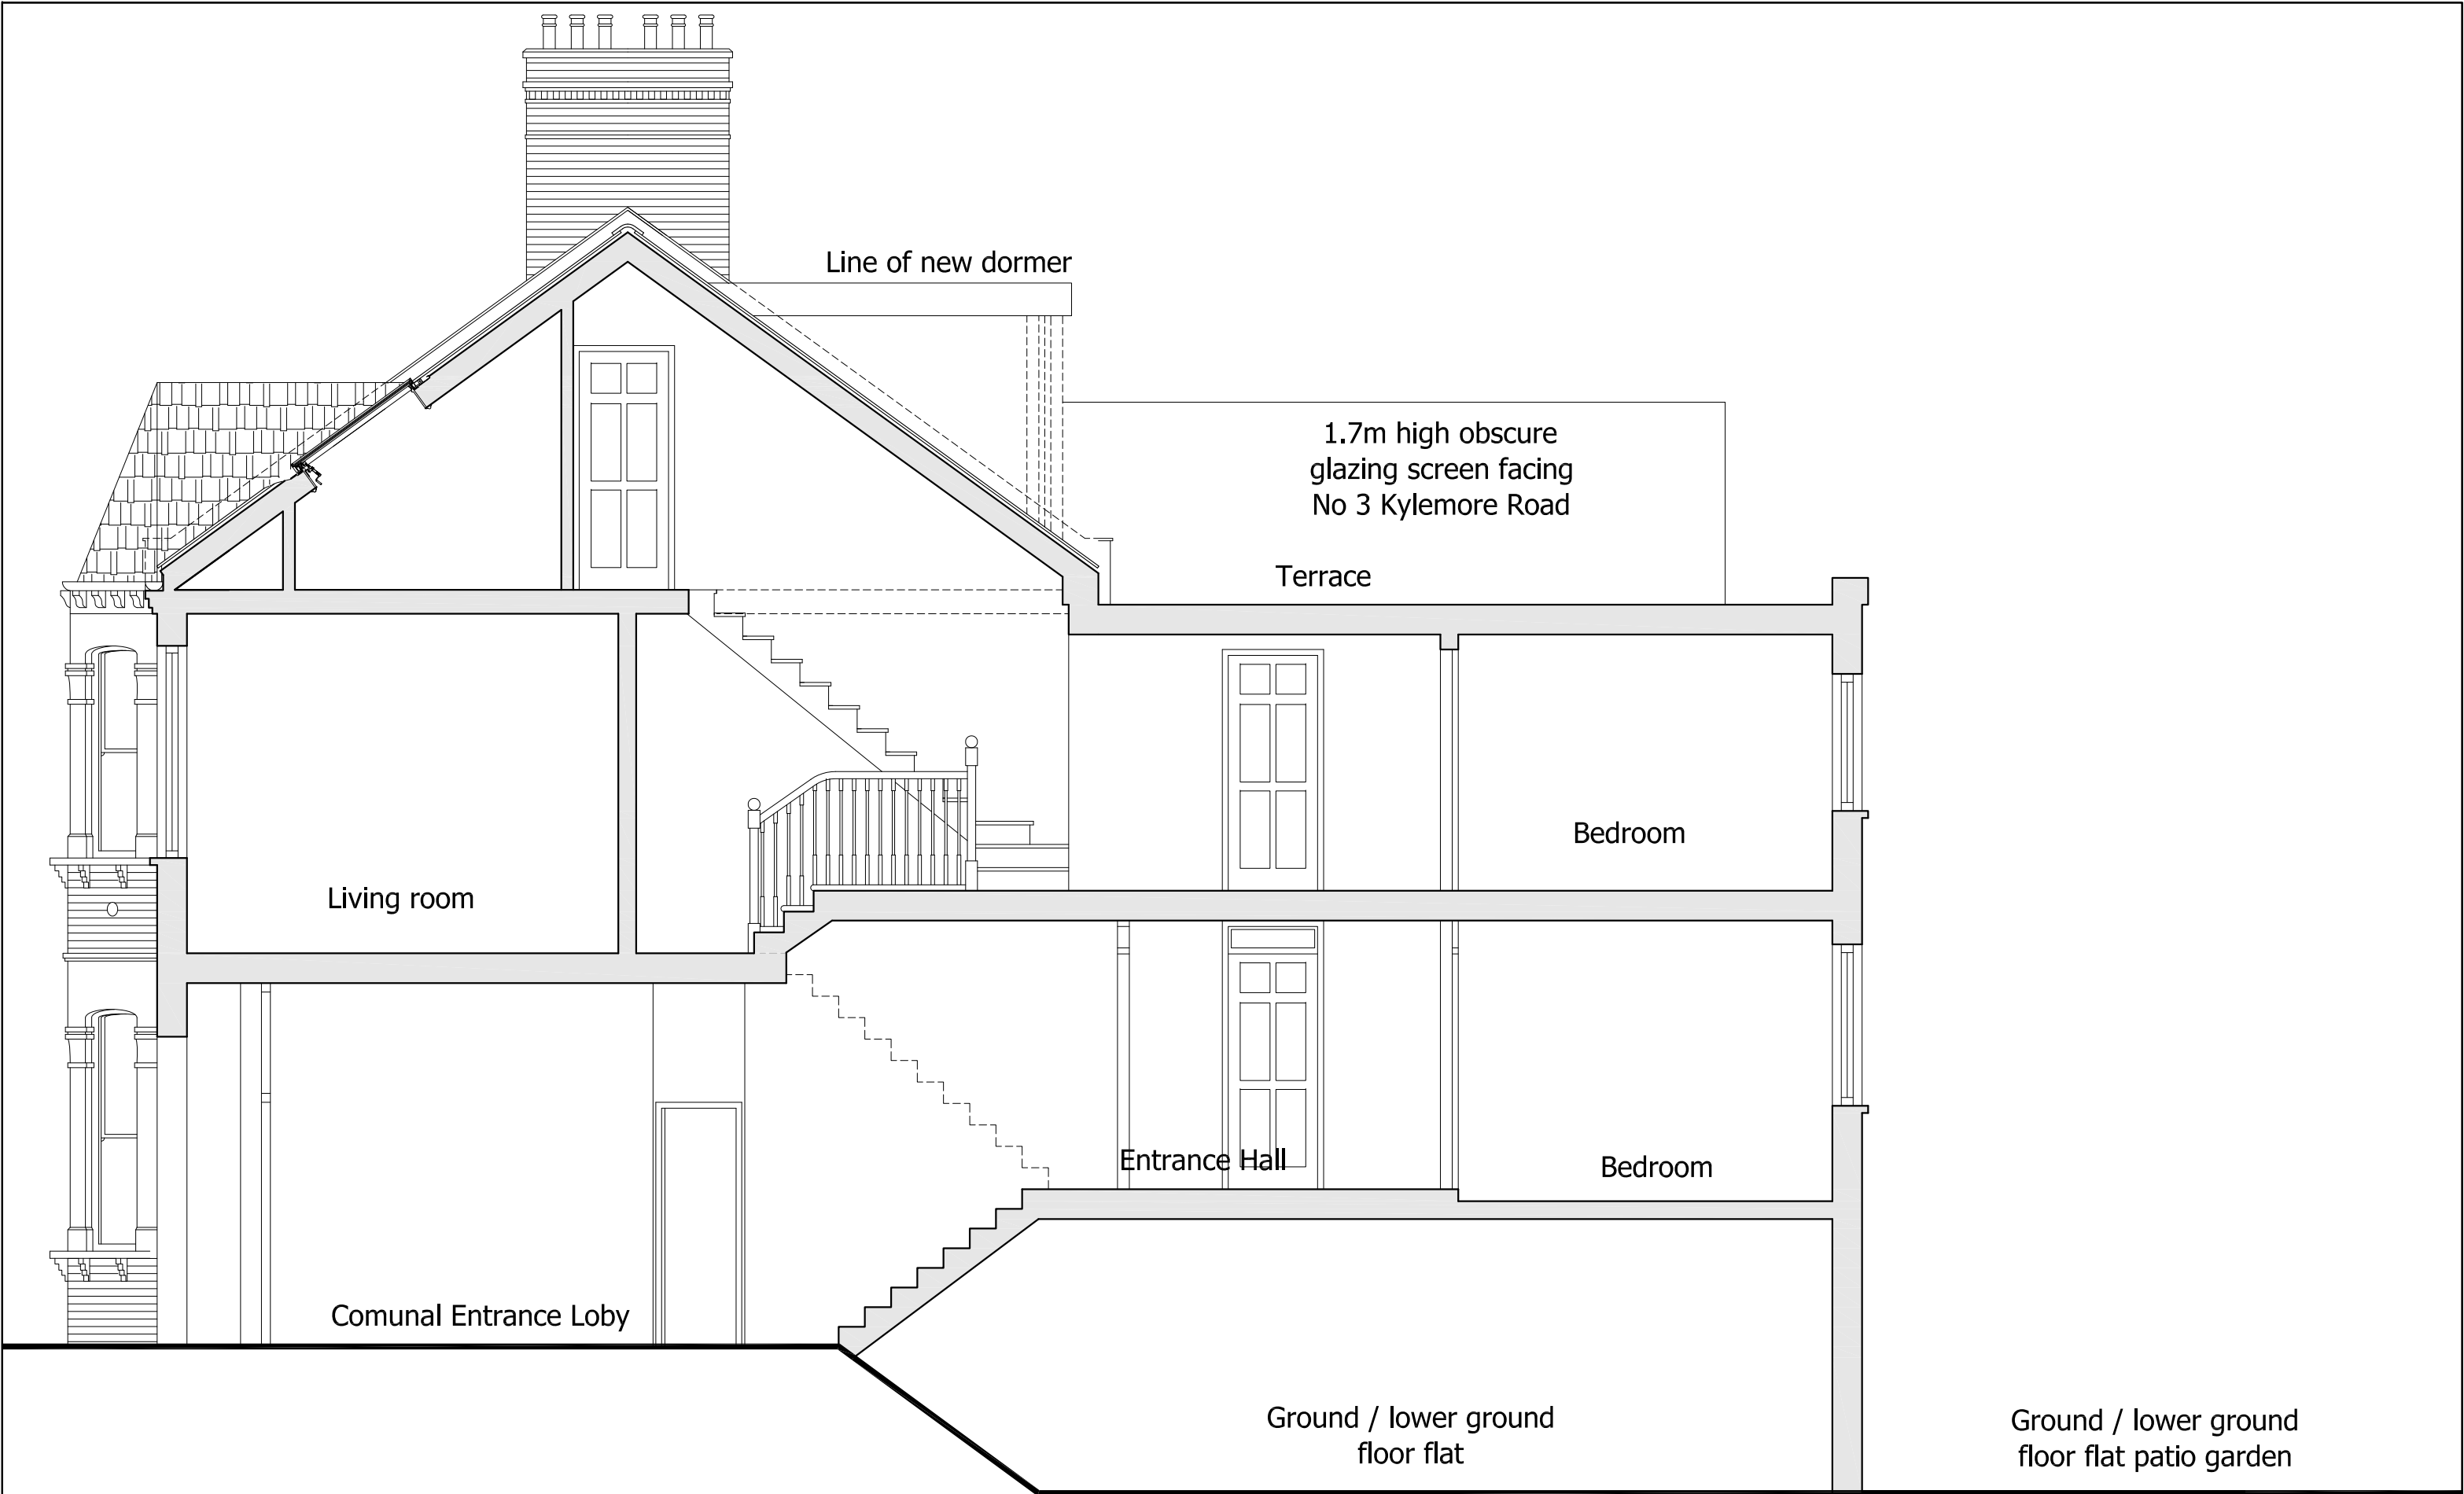 Line of new dormer
1.7m high obscure
glazing screen facing
No 3 Kylemore Road
Terrace
Bedroom
Living room
Entrance Hall
Bedroom
Comunal Entrance Loby
Ground / lower ground
floor flat
Ground / lower ground
floor flat patio garden